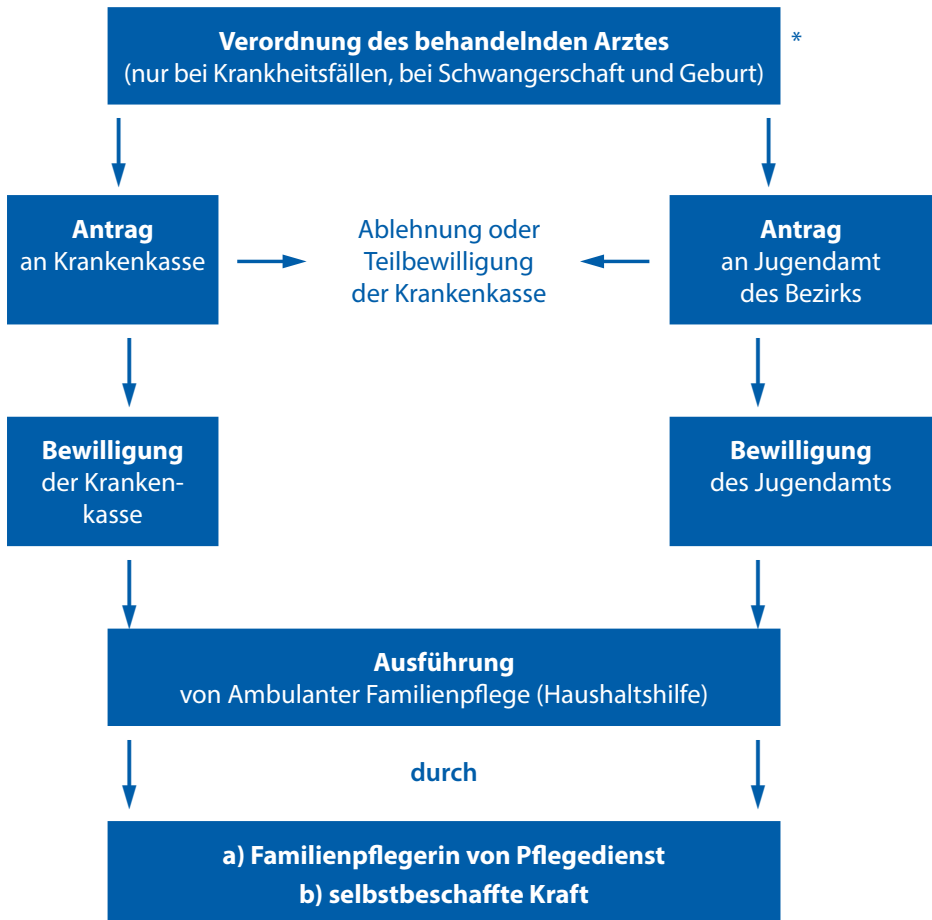 Verordnung des behandelnden Arztes
(nur bei Krankheitsfällen, bei Schwangerschaft und Geburt)
*
Antrag
an Krankenkasse
Ablehnung oder
Teilbewilligung
der Krankenkasse
Antrag
an Jugendamt
des Bezirks
Bewilligung
der Kranken-
kasse
Bewilligung
des Jugendamts
Ausführung
von Ambulanter Familienpflege (Haushaltshilfe)
durch
a) Familienpflegerin von Pflegedienst
b) selbstbeschaffte Kraft